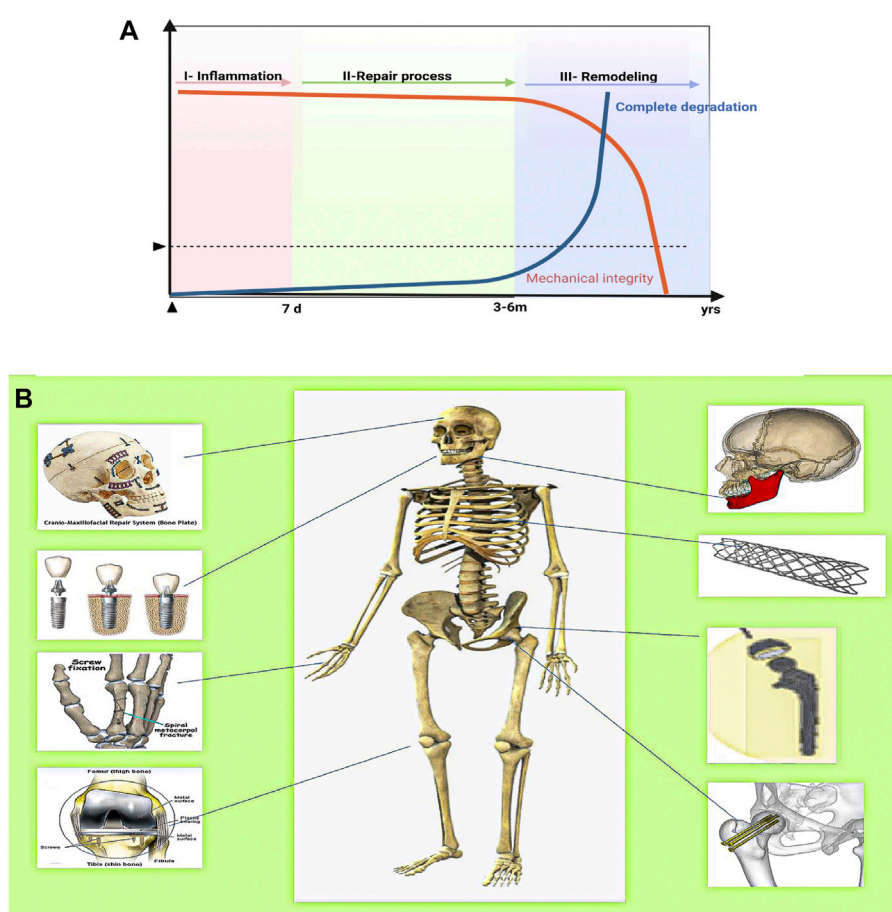 A
I- Inflammation
II-Repair process
III- Remodeling
Complete degradation
Mechanical integrity
7 d
3-6m
yrs
B
Cranio-Maxillofacial Repair System (Bone Plate)
Screw
fixation
Spiral
metacarpal
fracture
Femur (thigh bone)
Metal
surface
Plastic
bearing
Metal
surface
Screws
Tibia (shin bone)
Fibula